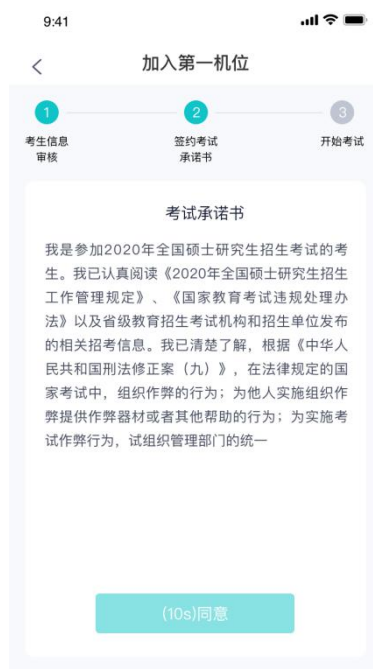 9:41
加入第一机位
1 2 3
考生信息 签约考试 开始考试
审核 承诺书
考试承诺书
我是参加2020年全国硕士研究生招生考试的考
生。我已认真阅读《2020年全国硕士研究生招生
工作管理规定》、《国家教育考试违规处理办
法》以及省级教育招生考试机构和招生单位发布
的相关招考信息。我已清楚了解，根据《中华人
民共和国刑法修正案（九）》，在法律规定的国
家考试中，组织作弊的行为；为他人实施组织作
弊提供作弊器材或者其他帮助的行为；为实施考
试作弊行为，试组织管理部门的统一
(10s)同意